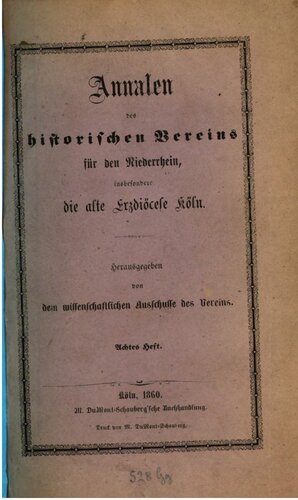 Annalen
des
historischen Vereins
für den Niederrhein,
insbesondere
die alte Erzdiöcese Köln.
Herausgegeben
von
dem wissenschaftlichen Ausschusse des Vereins.
Achtes Heft.
Köln, 1860.
M. DuMont-Schauberg'sche Buchhandlung.
Druck von M. DuMont-Schauberg.